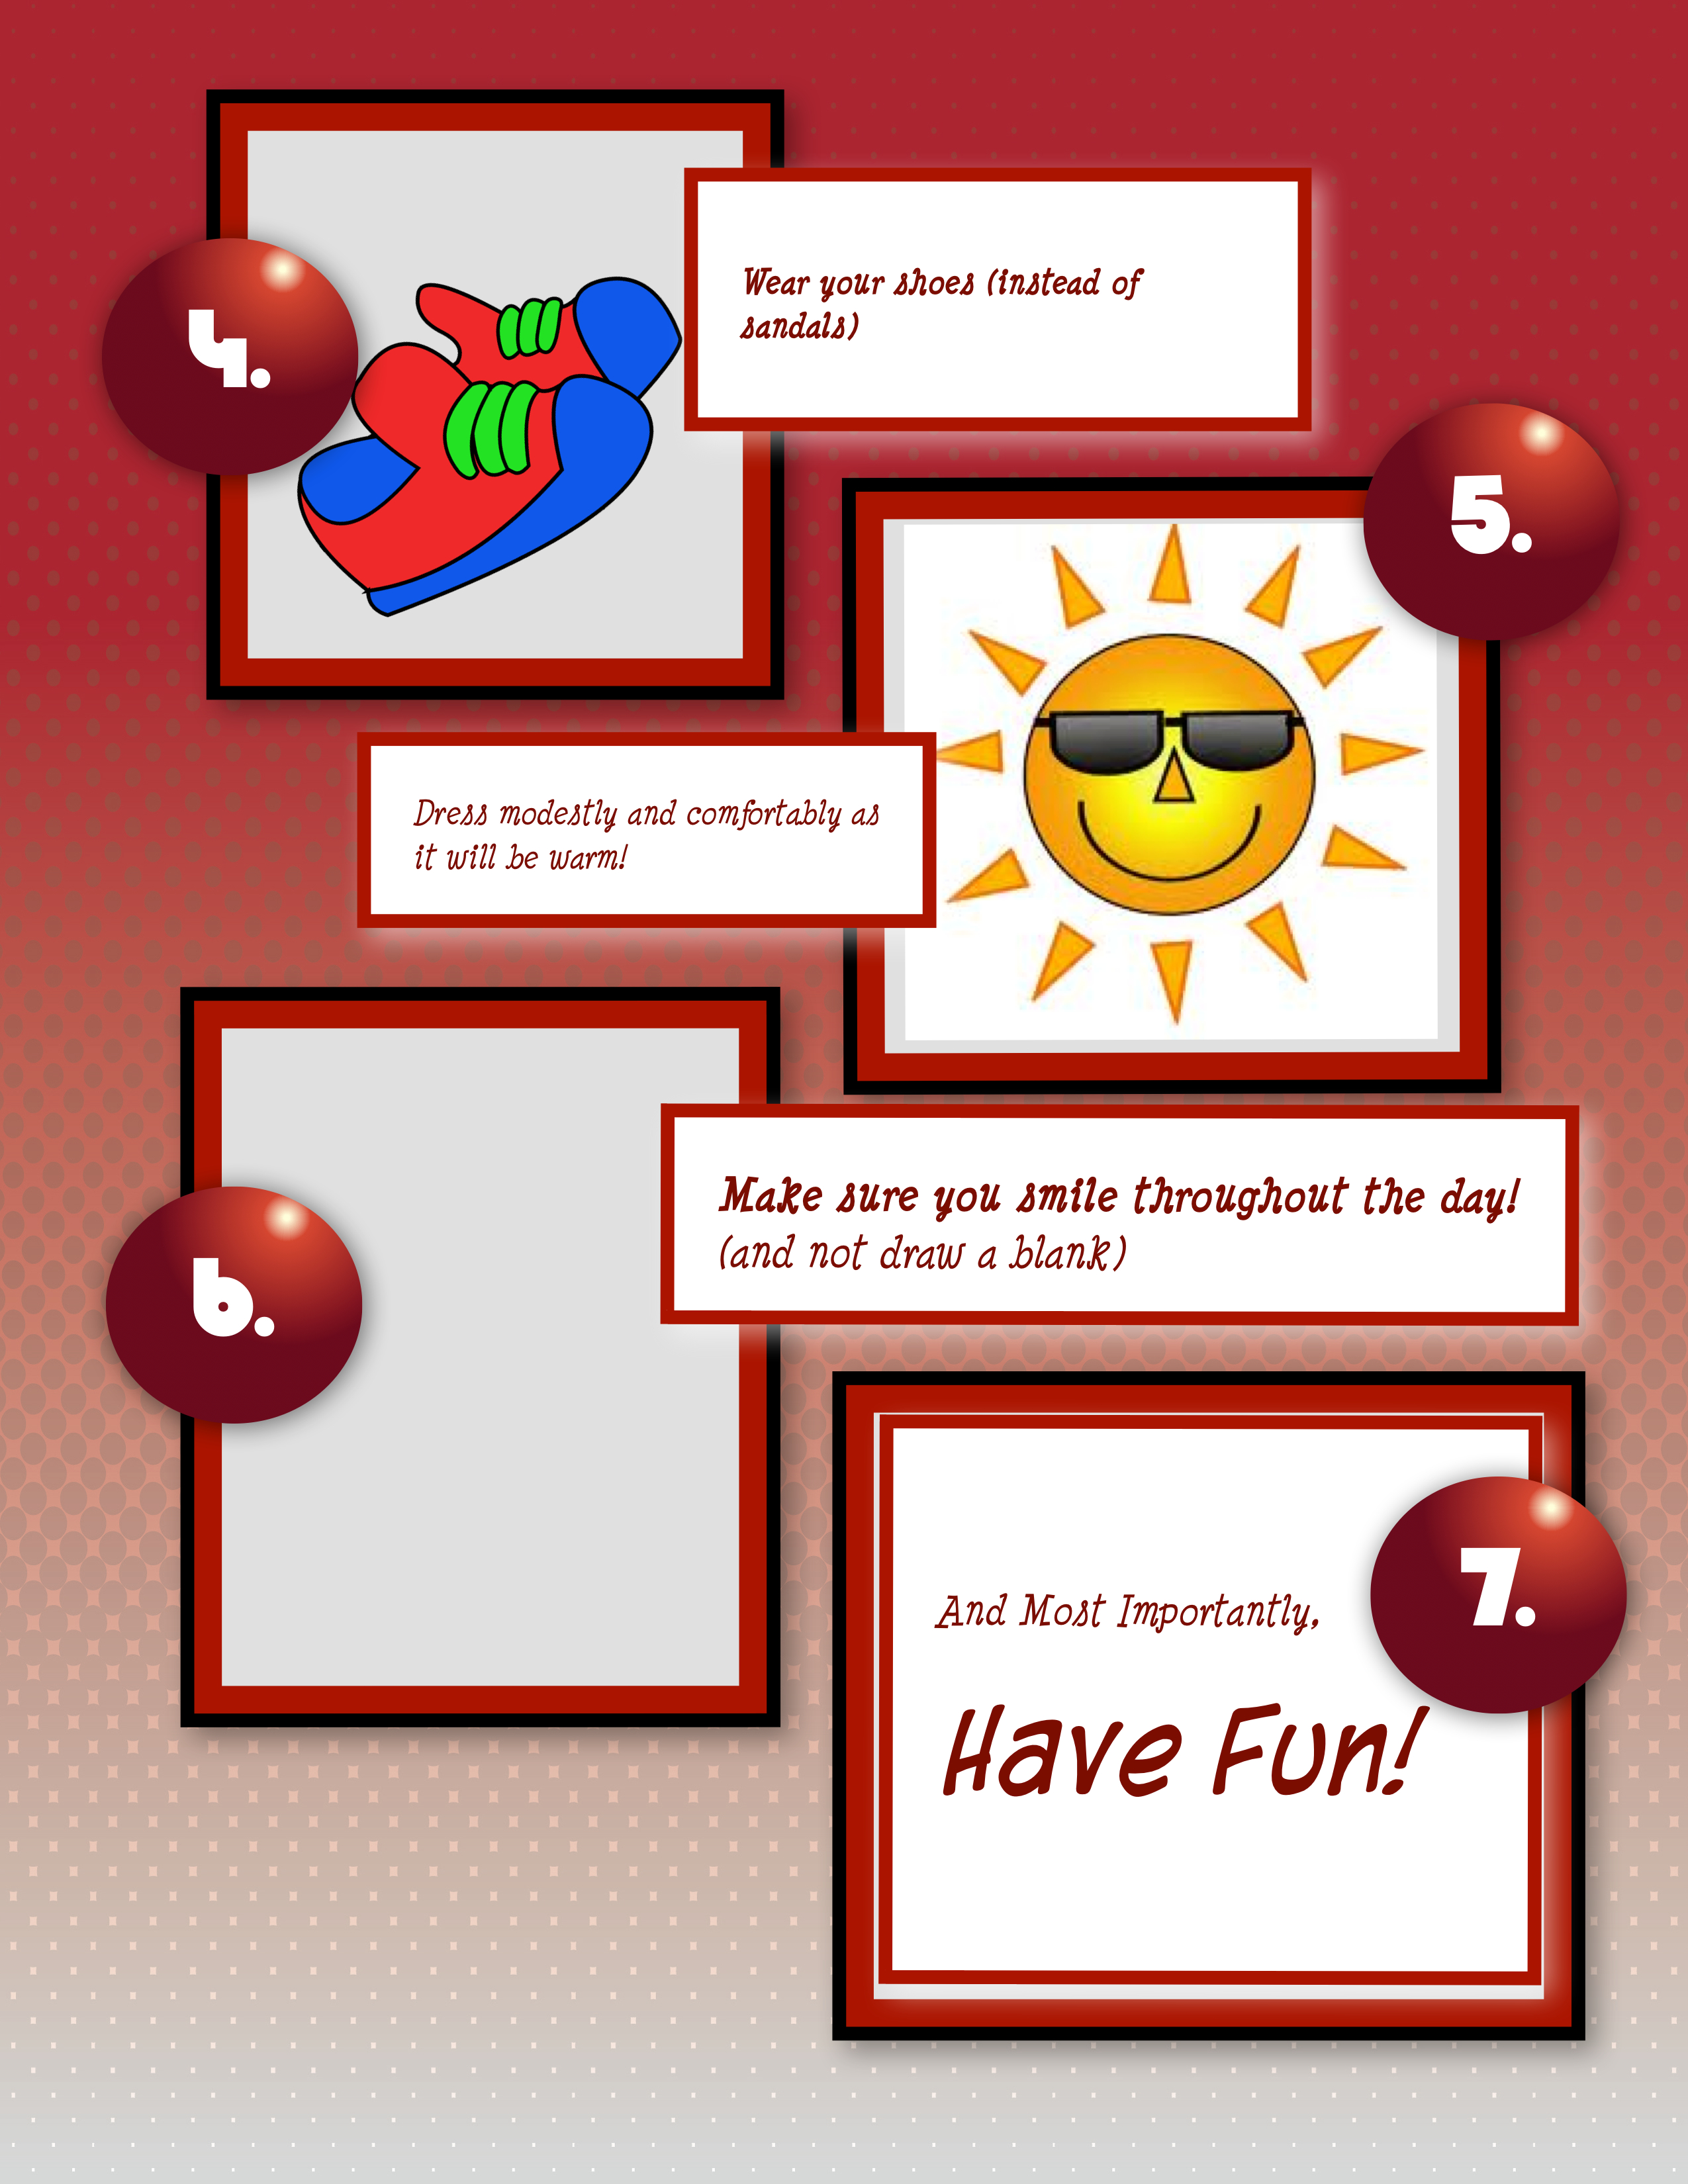 4.
Wear your shoes (instead of
sandals)
5.
Dress modestly and comfortably as
it will be warm!
6.
Make sure you smile throughout the day!
(and not draw a blank)
7.
And Most Importantly,
Have Fun!